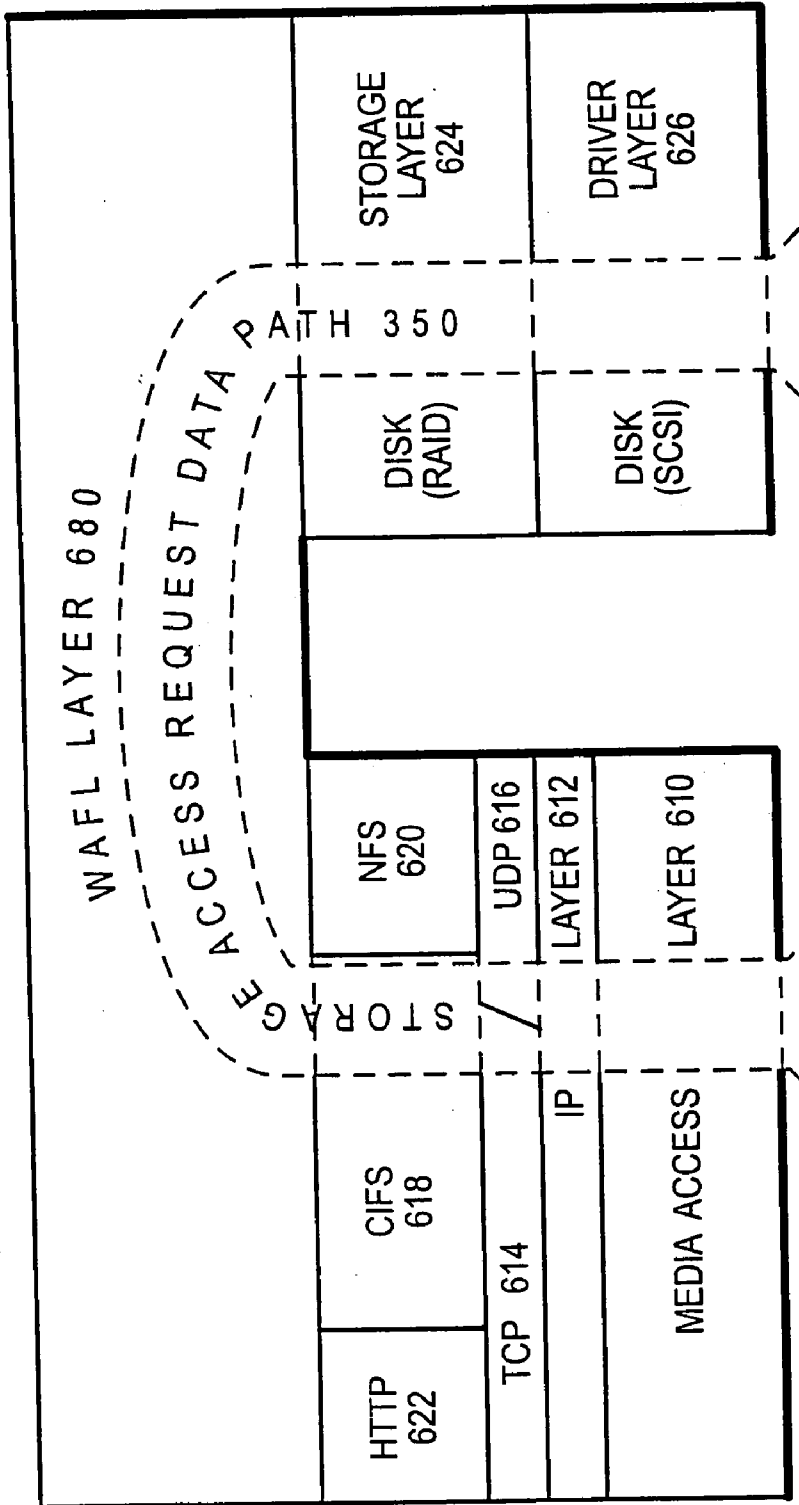 WAFL LAYER 680
STORAGE ACCESS REQUEST DATA PATH 350
HTTP
622
CIFS
618
NFS
620
TCP 614
UDP 616
IP
LAYER 612
MEDIA ACCESS
LAYER 610
DISK
(RAID)
STORAGE
LAYER
624
DISK
(SCSI)
DRIVER
LAYER
626